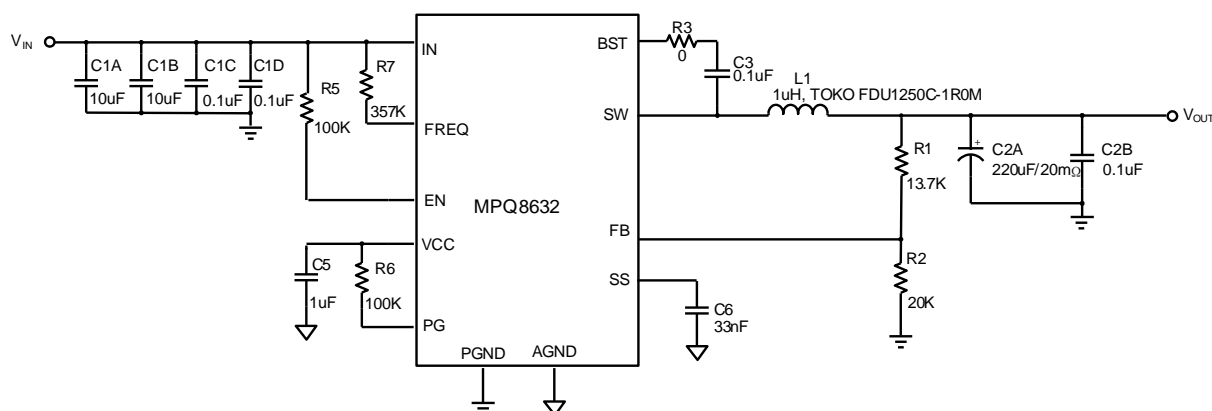 V_IN
C1A
10uF
C1B
10uF
C1C
0.1uF
C1D
0.1uF
R5
100K
R7
357K
IN
FREQ
EN
VCC
PG
C5
1uF
R6
100K
MPQ8632
PGND
AGND
BST
SW
FB
SS
R3
0
C3
0.1uF
L1
1uH, TOKO FDU1250C-1R0M
R1
13.7K
R2
20K
C6
33nF
+
C2A
220uF/20mΩ
C2B
0.1uF
V_OUT